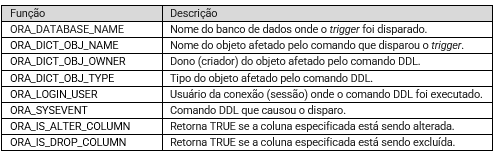 Função Descrição
ORA_DATABASE_NAME Nome do banco de dados onde o trigger foi disparado.
ORA_DICT_OBJ_NAME Nome do objeto afetado pelo comando que disparou o trigger.
ORA_DICT_OBJ_OWNER Dono (criador) do objeto afetado pelo comando DDL.
ORA_DICT_OBJ_TYPE Tipo do objeto afetado pelo comando DDL.
ORA_LOGIN_USER Usuário da conexão (sessão) onde o comando DDL foi executado.
ORA_SYSEVENT Comando DDL que causou o disparo.
ORA_IS_ALTER_COLUMN Retorna TRUE se a coluna especificada está sendo alterada.
ORA_IS_DROP_COLUMN Retorna TRUE se a coluna especificada está sendo excluída.